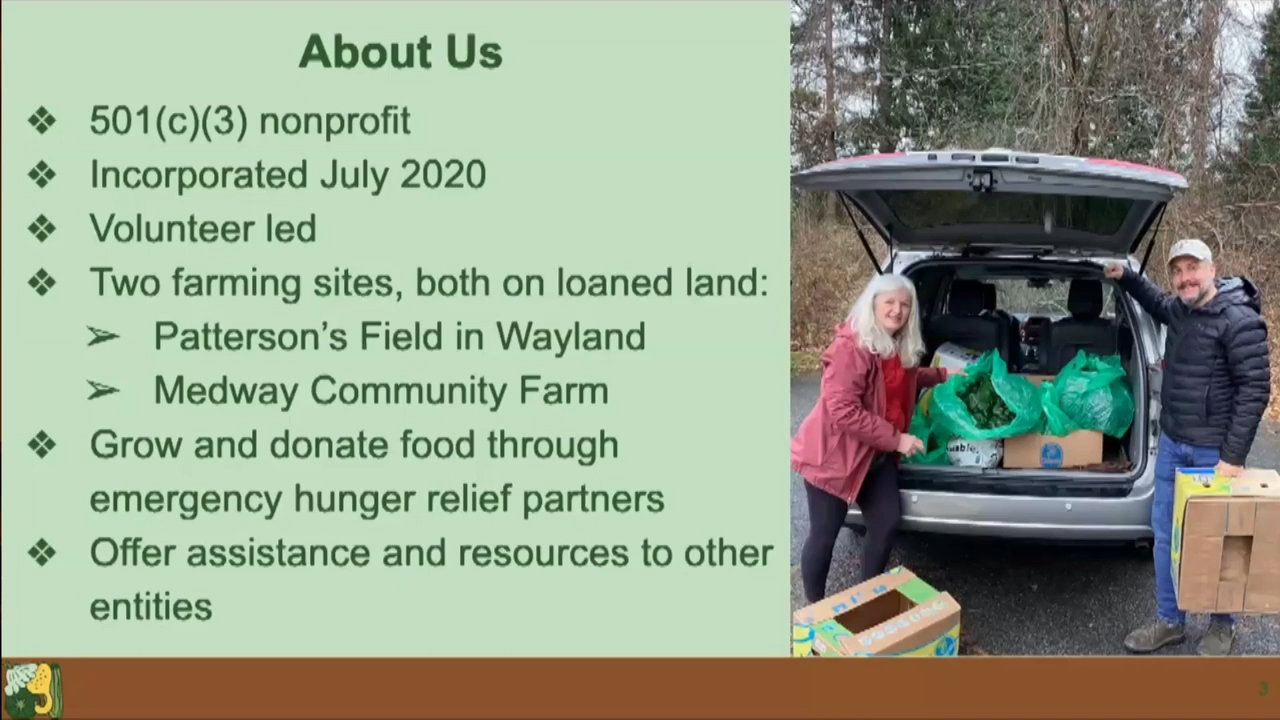 About Us
❖ 501(c)(3) nonprofit
❖ Incorporated July 2020
❖ Volunteer led
❖ Two farming sites, both on loaned land:
➢ Patterson’s Field in Wayland
➢ Medway Community Farm
❖ Grow and donate food through
emergency hunger relief partners
❖ Offer assistance and resources to other
entities
3